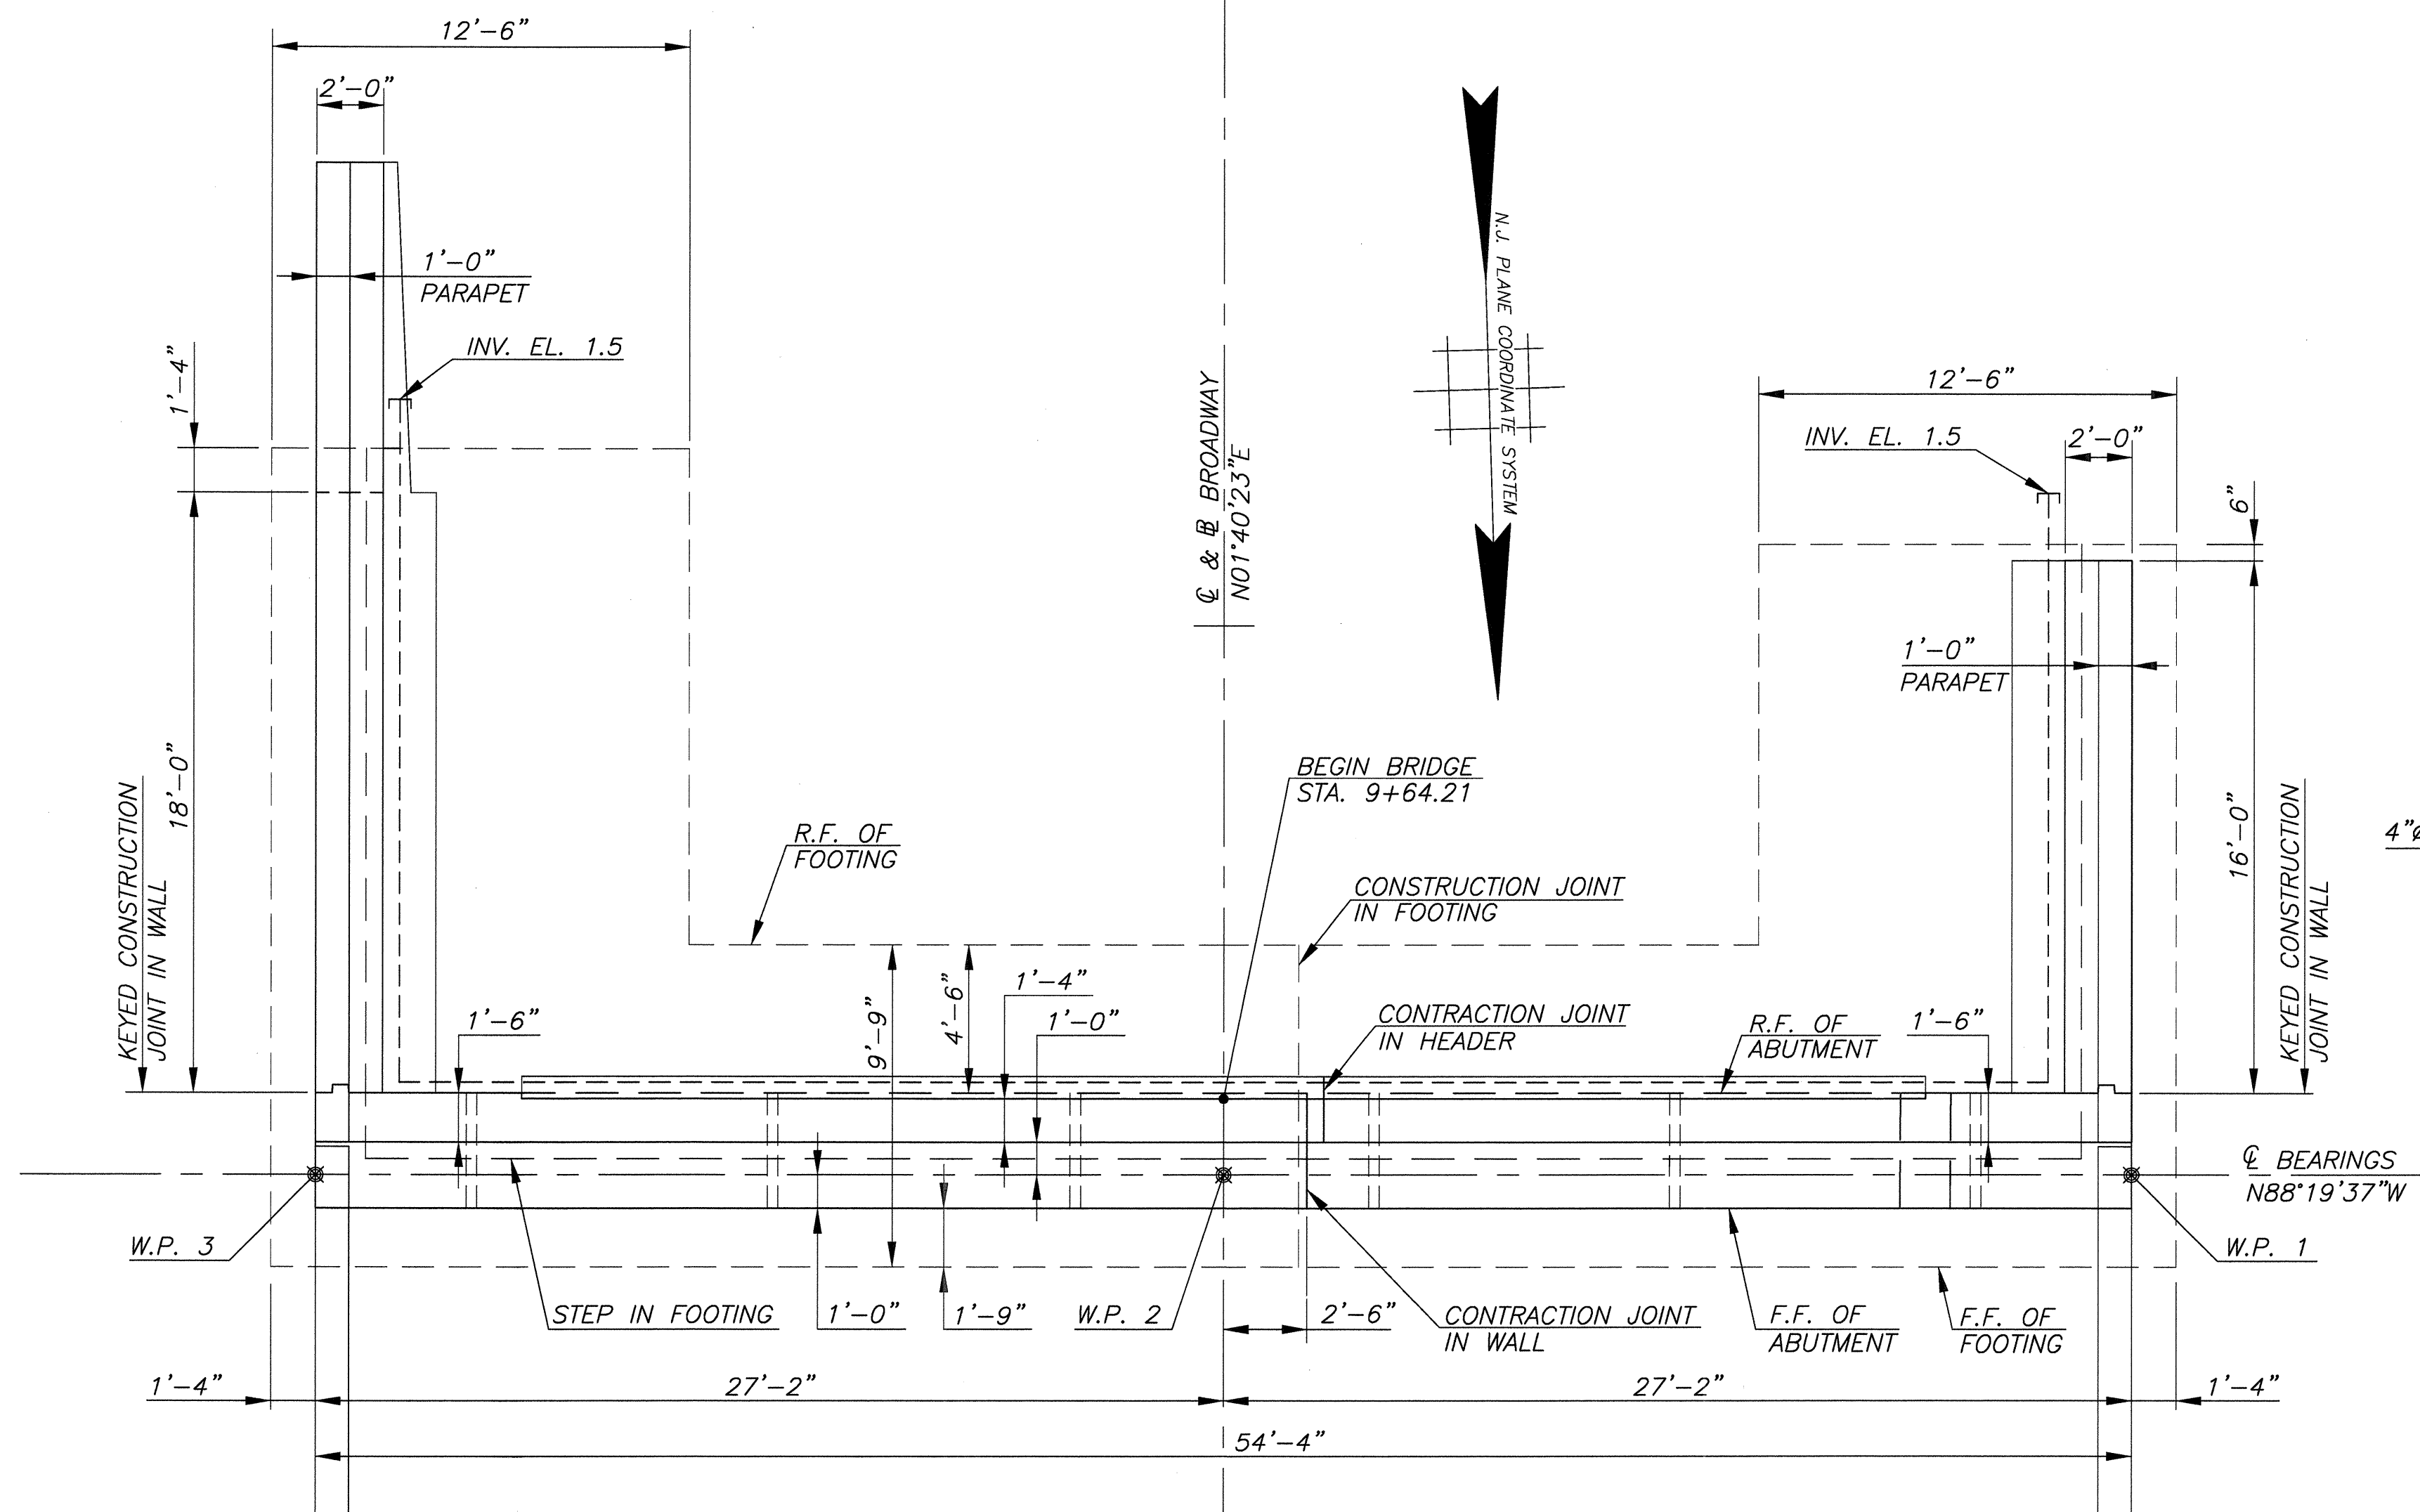 12'-6"
2'-0"
1'-0"
PARAPET
INV. EL. 1.5
1'-4"
18'-0"
KEYED CONSTRUCTION
JOINT IN WALL
R.F. OF
FOOTING
℄ & BL BROADWAY
N01°40'23"E
N.J. PLANE COORDINATE SYSTEM
12'-6"
INV. EL. 1.5
2'-0"
6"
1'-0"
PARAPET
16'-0"
KEYED CONSTRUCTION
JOINT IN WALL
BEGIN BRIDGE
STA. 9+64.21
CONSTRUCTION JOINT
IN FOOTING
CONTRACTION JOINT
IN HEADER
R.F. OF
ABUTMENT
1'-6"
1'-6"
9'-9"
4'-6"
1'-4"
1'-0"
℄ BEARINGS
N88°19'37"W
W.P. 3
STEP IN FOOTING
1'-0"
1'-9"
W.P. 2
2'-6"
CONTRACTION JOINT
IN WALL
F.F. OF
ABUTMENT
F.F. OF
FOOTING
W.P. 1
1'-4"
27'-2"
27'-2"
1'-4"
54'-4"